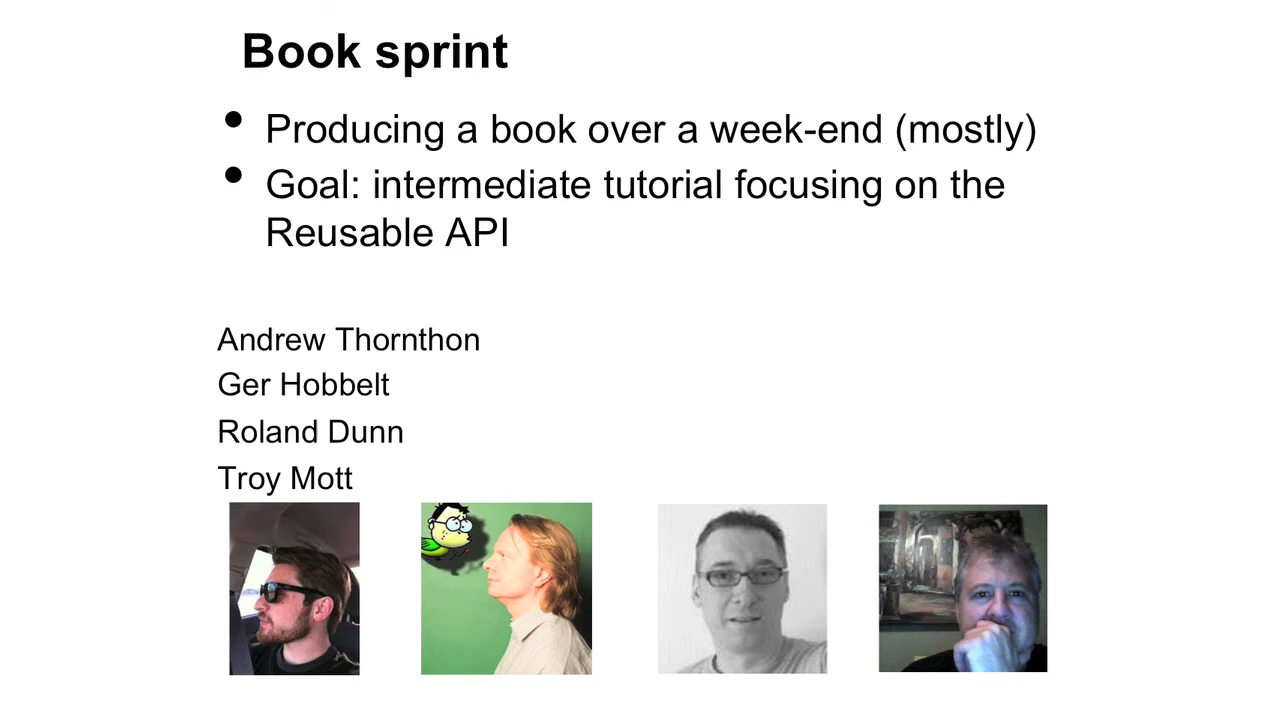 Book sprint
• Producing a book over a week-end (mostly)
• Goal: intermediate tutorial focusing on the
Reusable API
Andrew Thornthon
Ger Hobbelt
Roland Dunn
Troy Mott